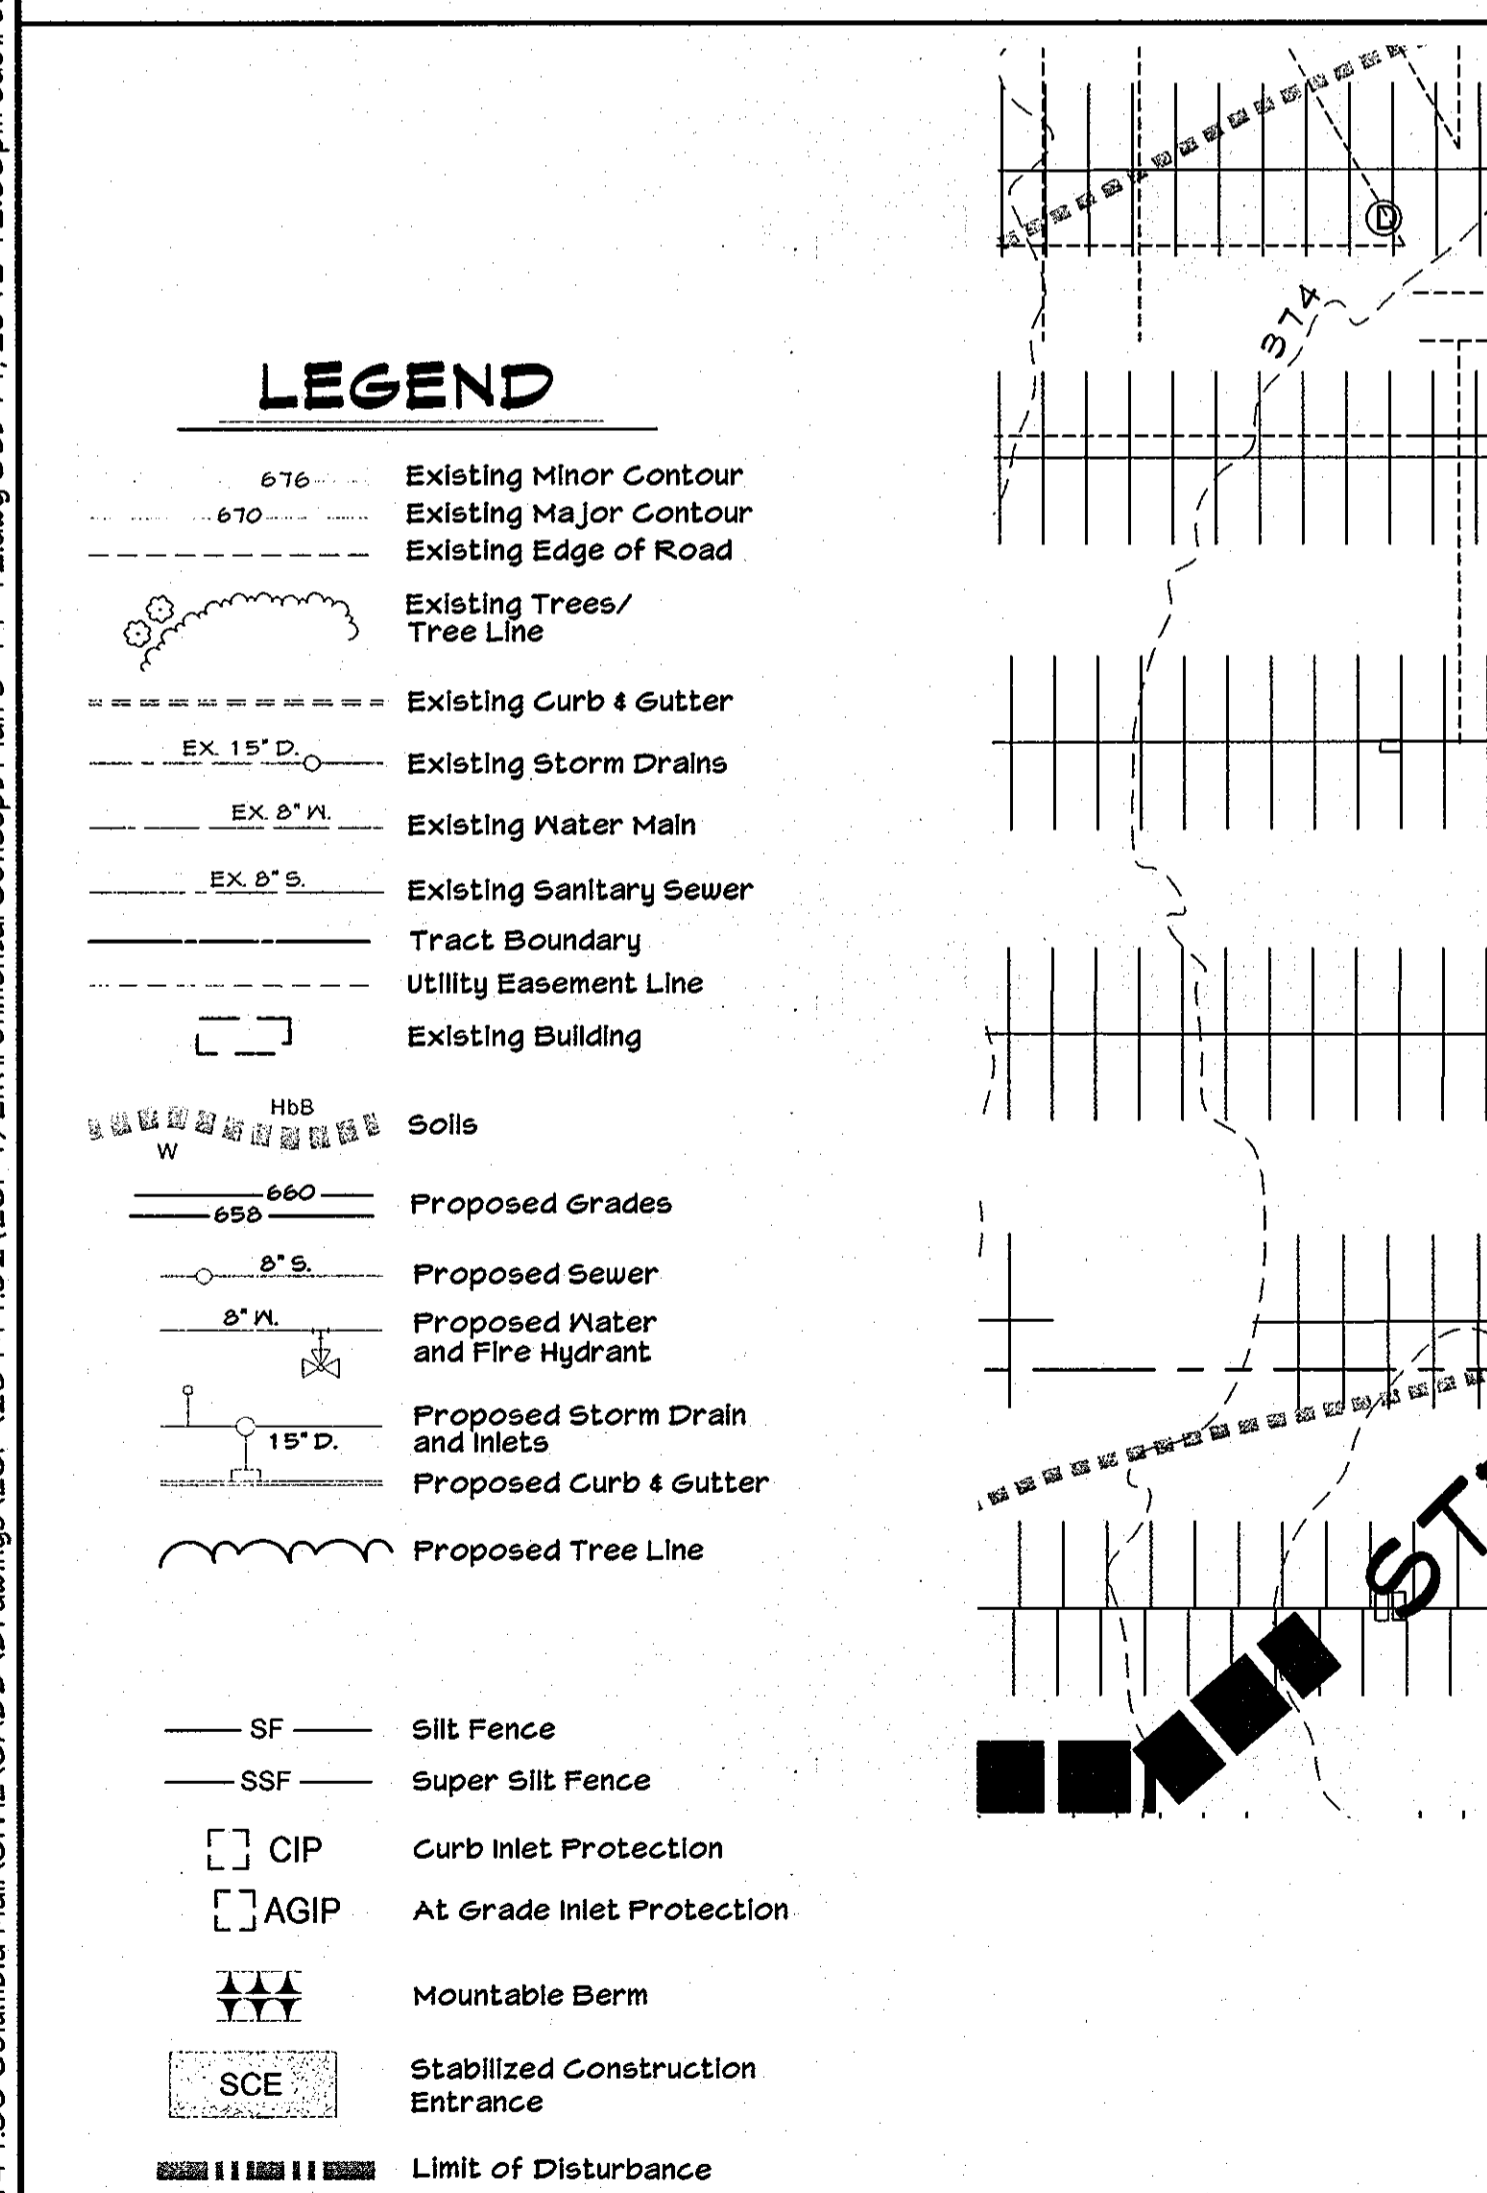 LEGEND
676 Existing Minor Contour
670 Existing Major Contour
Existing Edge of Road
Existing Trees/
Tree Line
Existing Curb & Gutter
EX. 15" D. Existing Storm Drains
EX. 8" W. Existing Water Main
EX. 8" S. Existing Sanitary Sewer
Tract Boundary
Utility Easement Line
Existing Building
HbB
W
Soils
660
658
Proposed Grades
8" S. Proposed Sewer
8" W. Proposed Water
and Fire Hydrant
Proposed Storm Drain
15" D. and Inlets
Proposed Curb & Gutter
Proposed Tree Line
SF Silt Fence
SSF Super Silt Fence
CIP Curb Inlet Protection
AGIP At Grade Inlet Protection
Mountable Berm
SCE Stabilized Construction
Entrance
Limit of Disturbance
D
374
ST